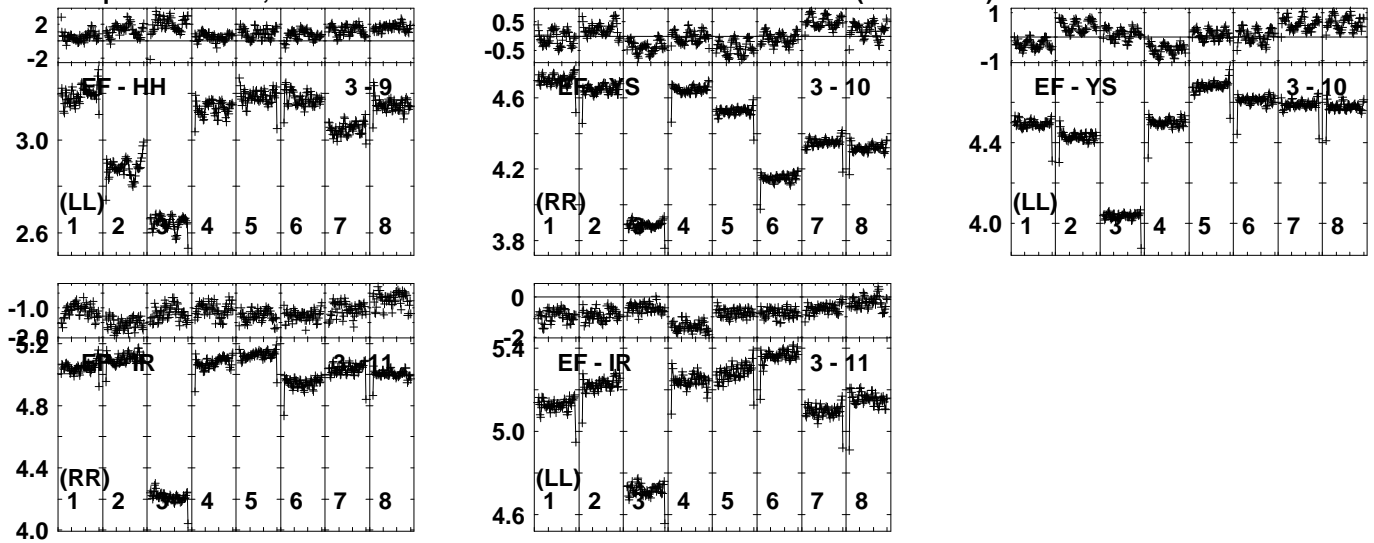 2
-2
EF - HH
3 - 9
3.0
(LL)
2.6
1 2 3 4 5 6 7 8
0.5
-0.5
4.6
EF - YS
3 - 10
4.2
(RR)
3.8
1 2 3 4 5 6 7 8
1
-1
EF - YS
3 - 10
4.4
(LL)
4.0
1 2 3 4 5 6 7 8
-1.0
-2.0
5.2
EF - IR
3 - 11
4.8
4.4
(RR)
4.0
1 2 3 4 5 6 7 8
0
-2
5.4
EF - IR
3 - 11
5.0
(LL)
4.6
1 2 3 4 5 6 7 8